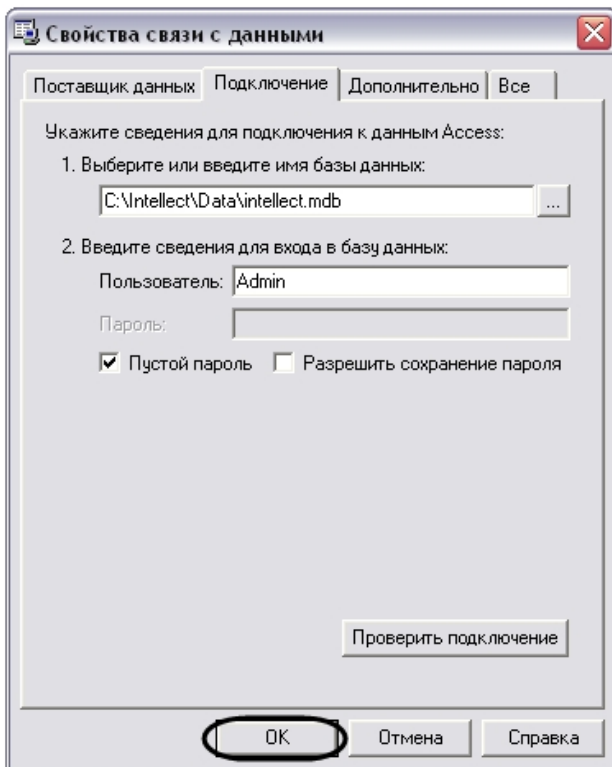 Свойства связи с данными
Поставщик данных Подключение Дополнительно Все
Укажите сведения для подключения к данным Access:
1. Выберите или введите имя базы данных:
C:\Intellect\Data\intellect.mdb ...
2. Введите сведения для входа в базу данных:
Пользователь: Admin
Пароль:
Пустой пароль Разрешить сохранение пароля
Проверить подключение
OK Отмена Справка